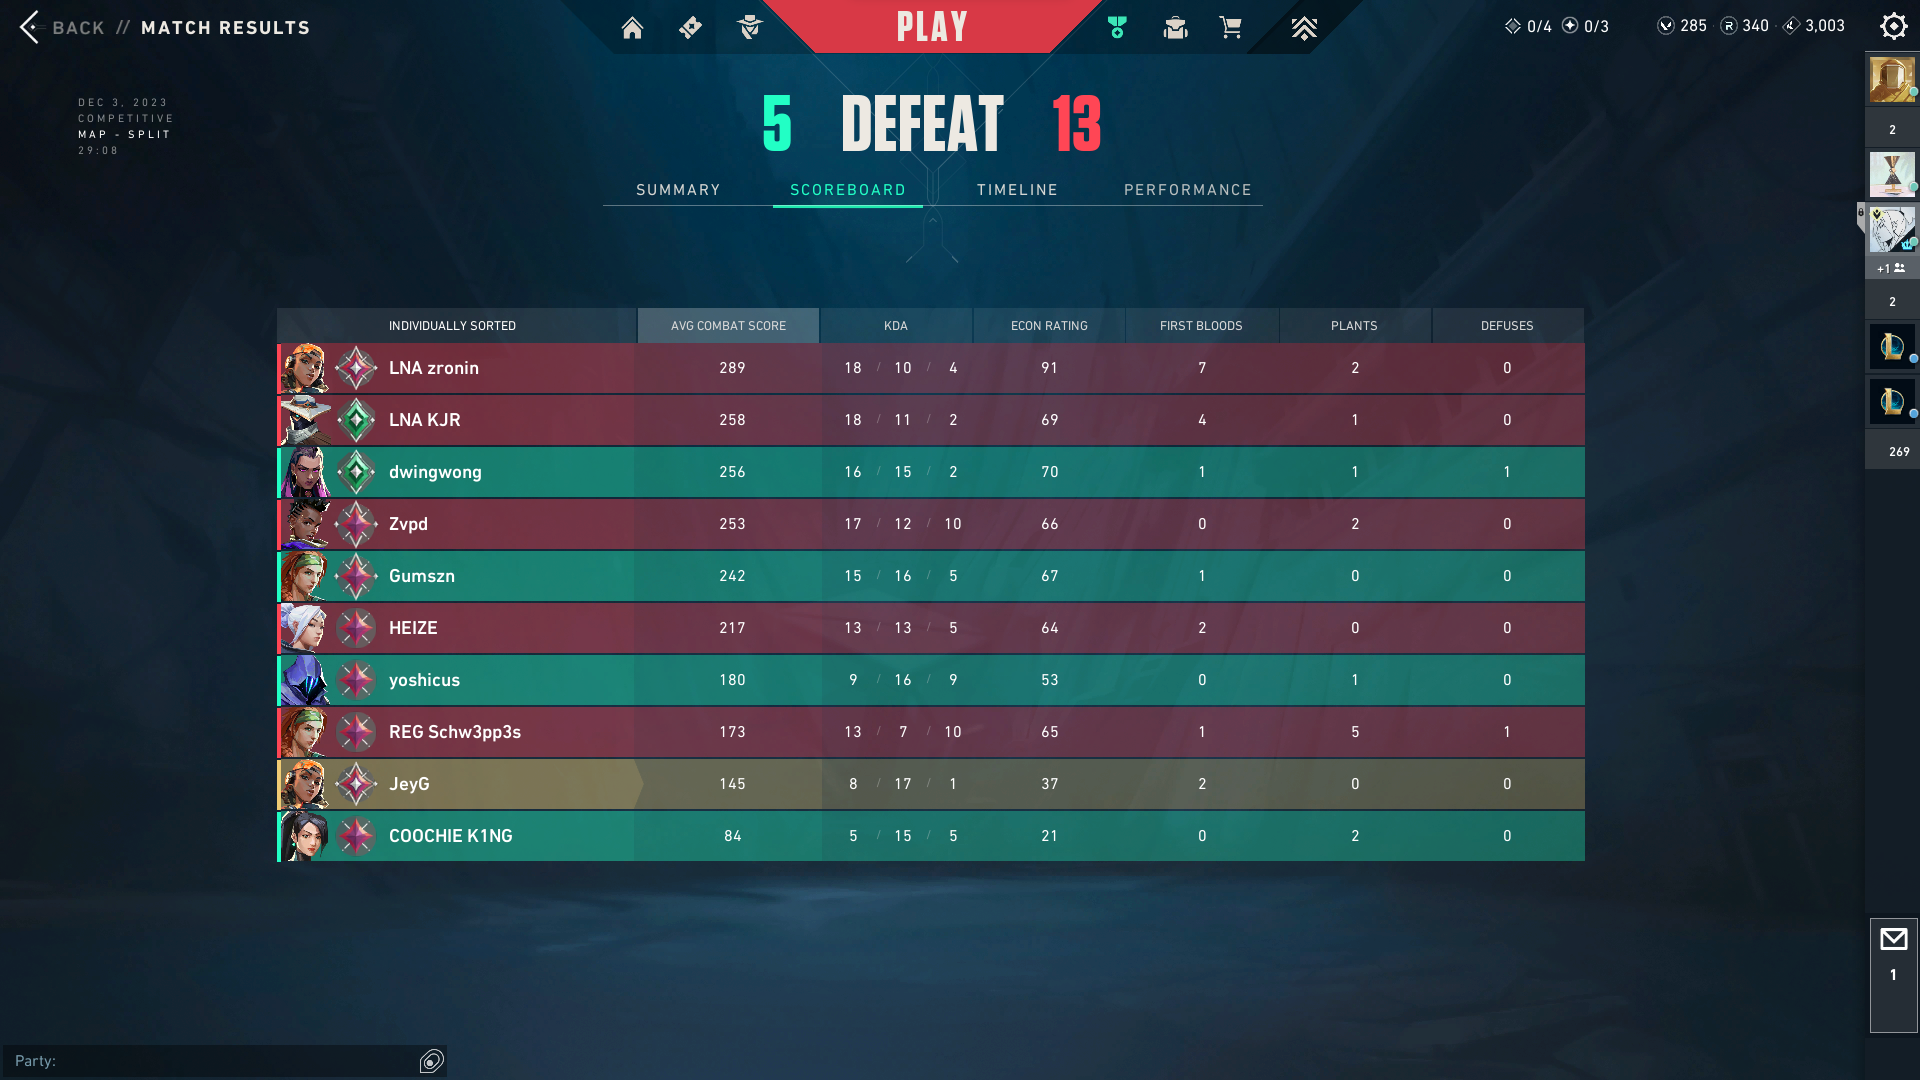 BACK // MATCH RESULTS
PLAY
0/4 0/3 285 340 3,003
DEC 3, 2023
COMPETITIVE
MAP - SPLIT
29:08
5 DEFEAT 13
SUMMARY SCOREBOARD TIMELINE PERFORMANCE
INDIVIDUALLY SORTED AVG COMBAT SCORE KDA ECON RATING FIRST BLOODS PLANTS DEFUSES
LNA zronin 289 18 / 10 / 4 91 7 2 0
LNA KJR 258 18 / 11 / 2 69 4 1 0
dwingwong 256 16 / 15 / 2 70 1 1 1
Zvpd 253 17 / 12 / 10 66 0 2 0
Gumszn 242 15 / 16 / 5 67 1 0 0
HEIZE 217 13 / 13 / 5 64 2 0 0
yoshicus 180 9 / 16 / 9 53 0 1 0
REG Schw3pp3s 173 13 / 7 / 10 65 1 5 1
JeyG 145 8 / 17 / 1 37 2 0 0
COOCHIE K1NG 84 5 / 15 / 5 21 0 2 0
2
+1
2
269
1
Party: